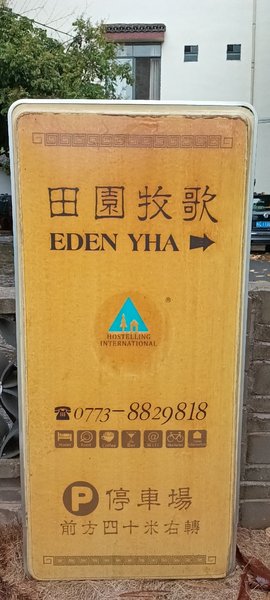 田園牧歌
EDEN YHA
®
HOSTELLING
INTERNATIONAL
☎0773-8829818
P 停車場
前方四十米右轉